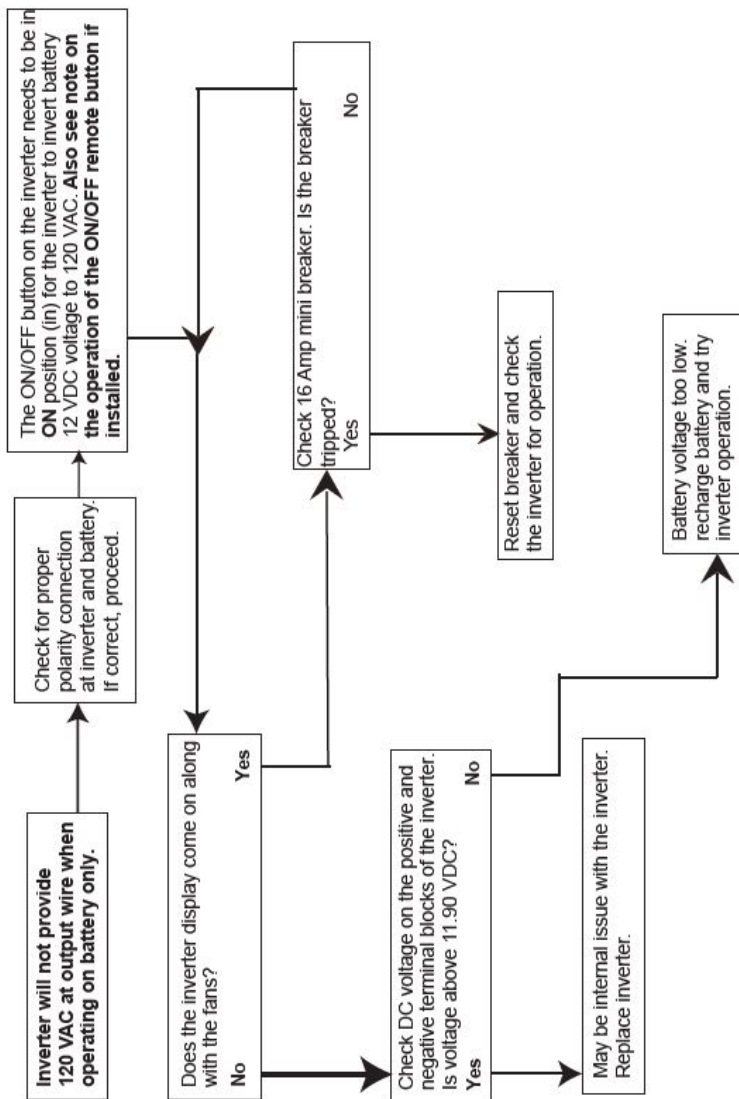 Inverter will not provide
120 VAC at output wire when
operating on battery only.
Check for proper
polarity connection
at inverter and battery.
If correct, proceed.
The ON/OFF button on the inverter needs to be in
ON position (in) for the inverter to invert battery
12 VDC voltage to 120 VAC. Also see note on
the operation of the ON/OFF remote button if
installed.
Does the inverter display come on along
with the fans?
No Yes
Check 16 Amp mini breaker. Is the breaker
tripped?
Yes No
Check DC voltage on the positive and
negative terminal blocks of the inverter.
Is voltage above 11.90 VDC?
Yes No
Reset breaker and check
the inverter for operation.
May be internal issue with the inverter.
Replace inverter.
Battery voltage too low.
recharge battery and try
inverter operation.